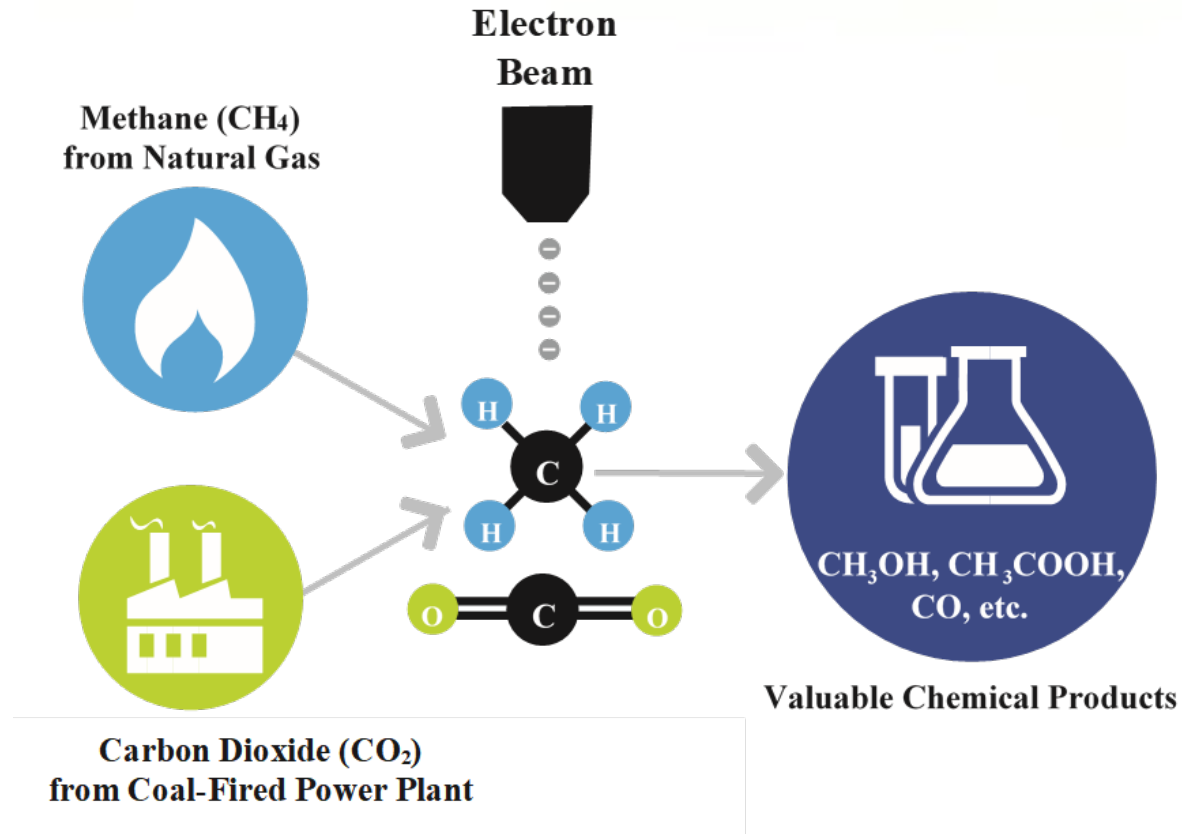 Electron
Beam
Methane (CH₄)
from Natural Gas
H
H
C
H
H
O
C
O
CH₃OH, CH₃COOH,
CO, etc.
Valuable Chemical Products
Carbon Dioxide (CO₂)
from Coal-Fired Power Plant